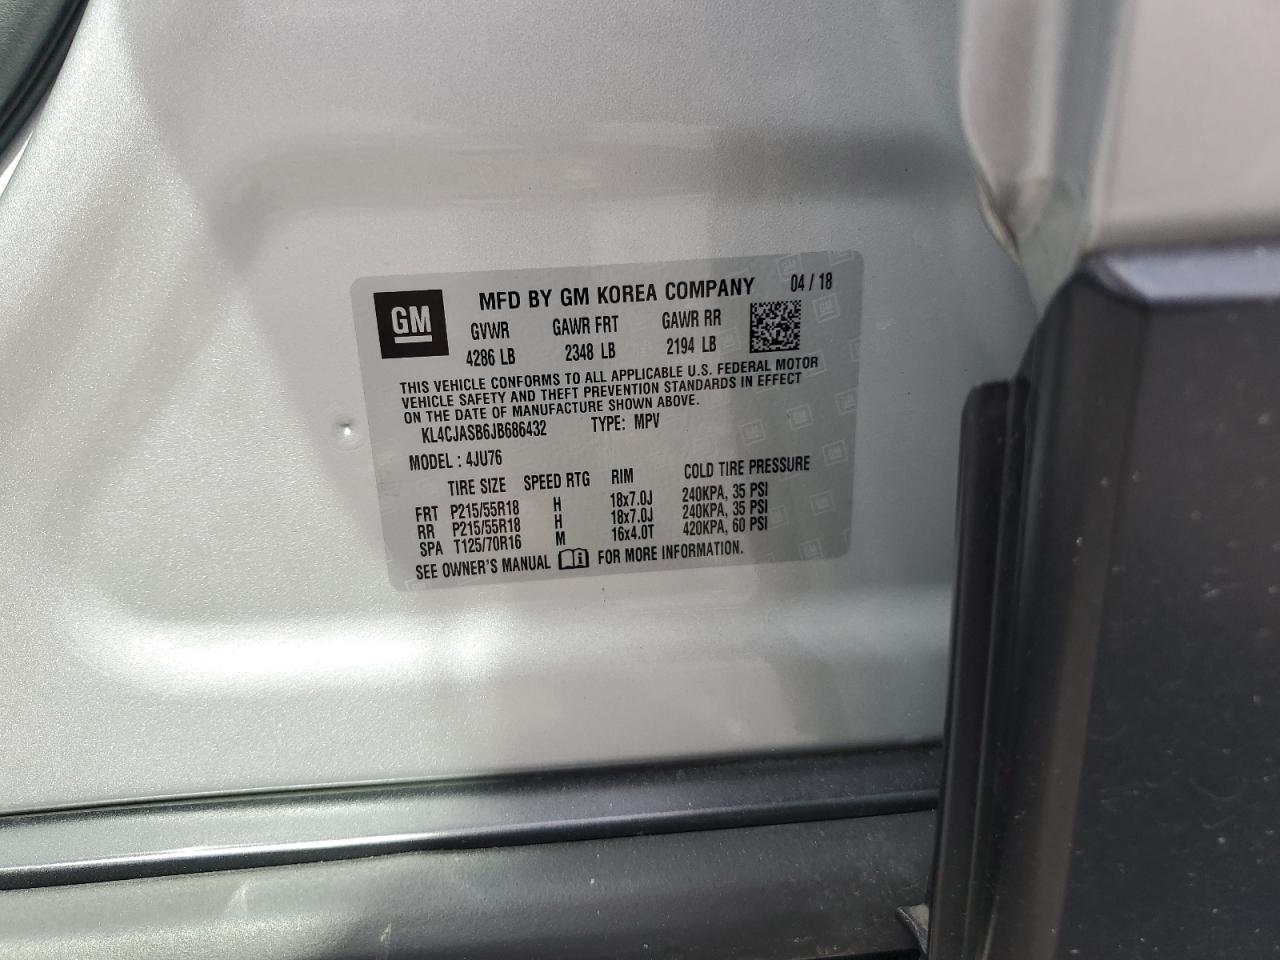 GM MFD BY GM KOREA COMPANY 04 / 18
GVWR GAWR FRT GAWR RR
4286 LB 2348 LB 2194 LB
THIS VEHICLE CONFORMS TO ALL APPLICABLE U.S. FEDERAL MOTOR
VEHICLE SAFETY AND THEFT PREVENTION STANDARDS IN EFFECT
ON THE DATE OF MANUFACTURE SHOWN ABOVE.
KL4CJASB6JB686432 TYPE: MPV
MODEL : 4JU76
TIRE SIZE SPEED RTG RIM COLD TIRE PRESSURE
FRT P215/55R18 H 18x7.0J 240KPA, 35 PSI
RR P215/55R18 H 18x7.0J 240KPA, 35 PSI
SPA T125/70R16 M 16x4.0T 420KPA, 60 PSI
SEE OWNER'S MANUAL FOR MORE INFORMATION.